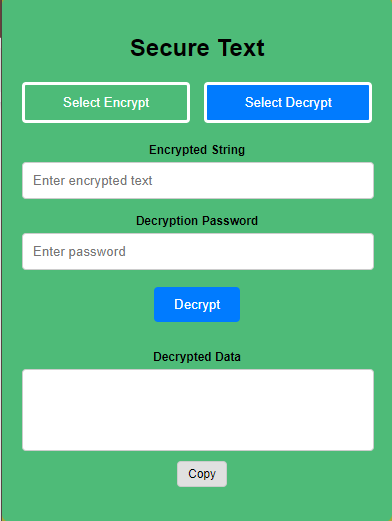 Secure Text
Select Encrypt
Select Decrypt
Encrypted String
Enter encrypted text
Decryption Password
Enter password
Decrypt
Decrypted Data
Copy